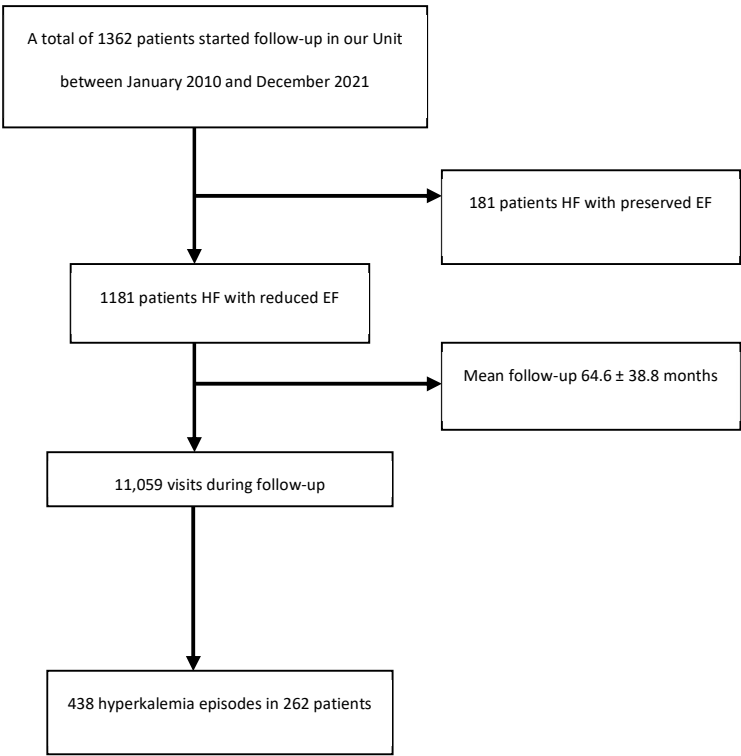 A total of 1362 patients started follow-up in our Unit
between January 2010 and December 2021
181 patients HF with preserved EF
1181 patients HF with reduced EF
Mean follow-up 64.6 ± 38.8 months
11,059 visits during follow-up
438 hyperkalemia episodes in 262 patients